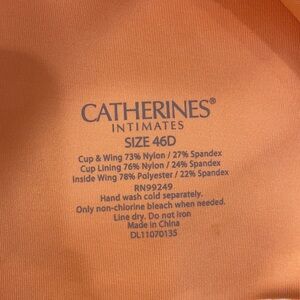 CATHERINES®
INTIMATES
SIZE 46D
Cup & Wing 73% Nylon / 27% Spandex
Cup Lining 76% Nylon / 24% Spandex
Inside Wing 78% Polyester / 22% Spandex
RN99249
Hand wash cold separately.
Only non-chlorine bleach when needed.
Line dry. Do not iron
Made in China
DL11070135